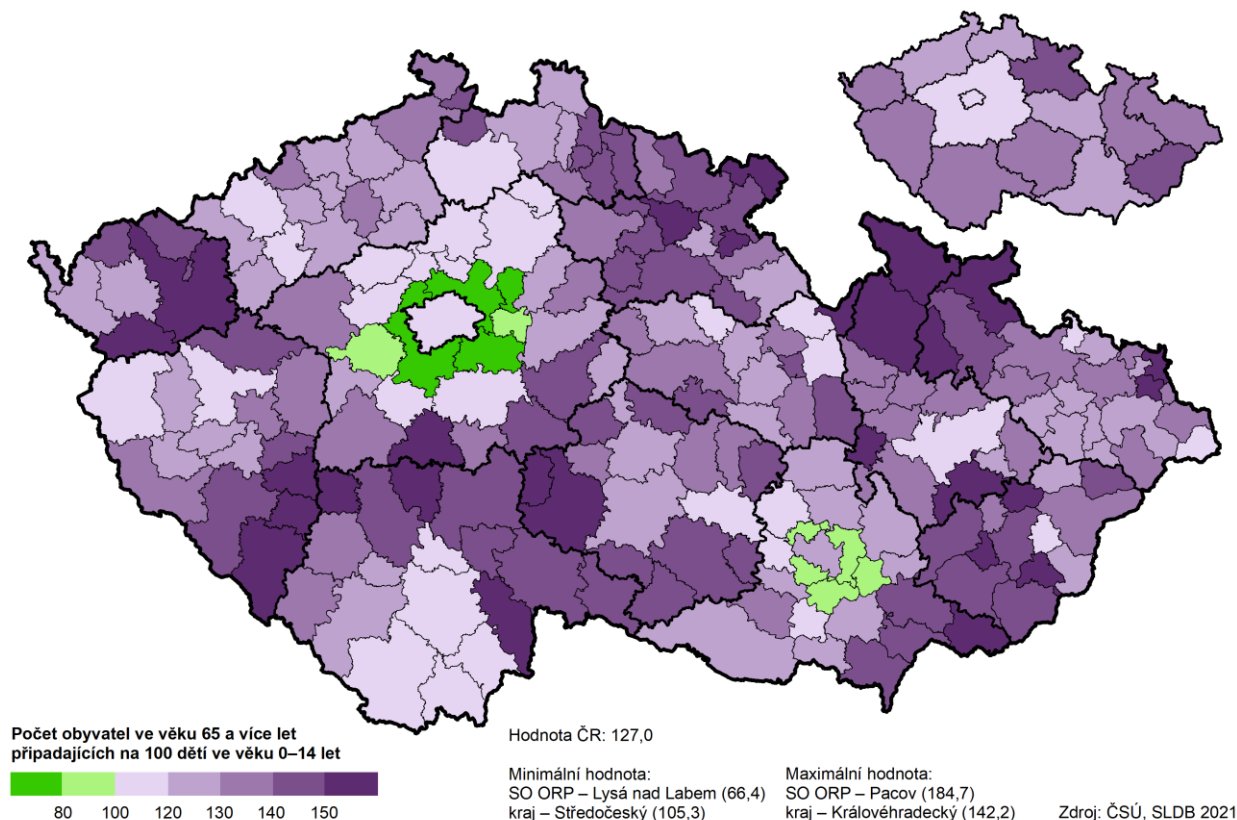 Počet obyvatel ve věku 65 a více let
připadajících na 100 dětí ve věku 0–14 let
80 100 120 130 140 150
Hodnota ČR: 127,0
Minimální hodnota:
SO ORP – Lysá nad Labem (66,4)
kraj – Středočeský (105,3)
Maximální hodnota:
SO ORP – Pacov (184,7)
kraj – Královéhradecký (142,2)
Zdroj: ČSÚ, SLDB 2021